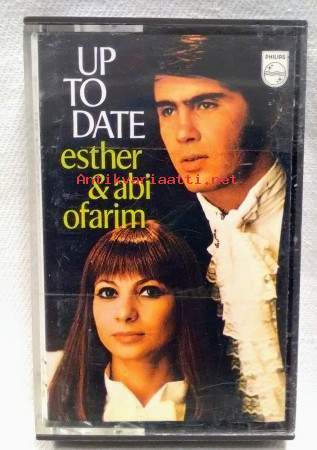 UP
TO
DATE
esther
& abi
ofarim
PHILIPS
Antikvariaatti.net